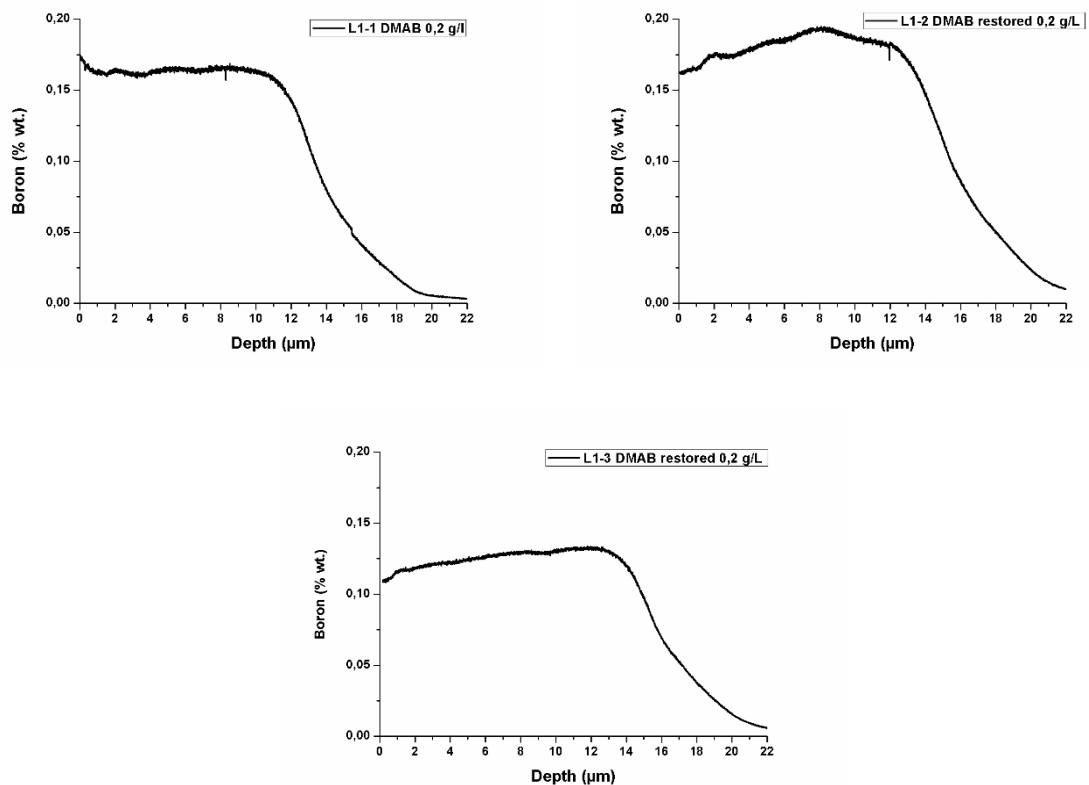 0,20
L1-1 DMAB 0,2 g/l
0,15
0,10
0,05
0,00
Boron (% wt.)
0 2 4 6 8 10 12 14 16 18 20 22
Depth (µm)
0,20
L1-2 DMAB restored 0,2 g/L
0,15
0,10
0,05
0,00
Boron (% wt.)
0 2 4 6 8 10 12 14 16 18 20 22
Depth (µm)
0,20
L1-3 DMAB restored 0,2 g/L
0,15
0,10
0,05
0,00
Boron (% wt.)
0 2 4 6 8 10 12 14 16 18 20 22
Depth (µm)